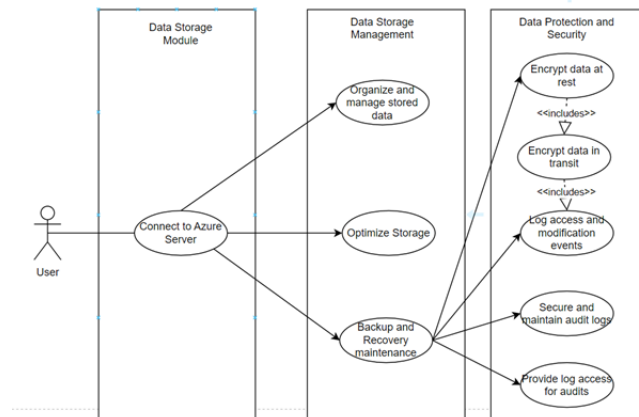 Data Storage
Module
Data Storage
Management
Data Protection and
Security
Encrypt data at
rest
<<includes>>
Encrypt data in
transit
<<includes>>
Log access and
modification
events
Secure and
maintain audit logs
Provide log access
for audits
Organize and
manage stored
data
Optimize Storage
Backup and
Recovery
maintenance
Connect to Azure
Server
User